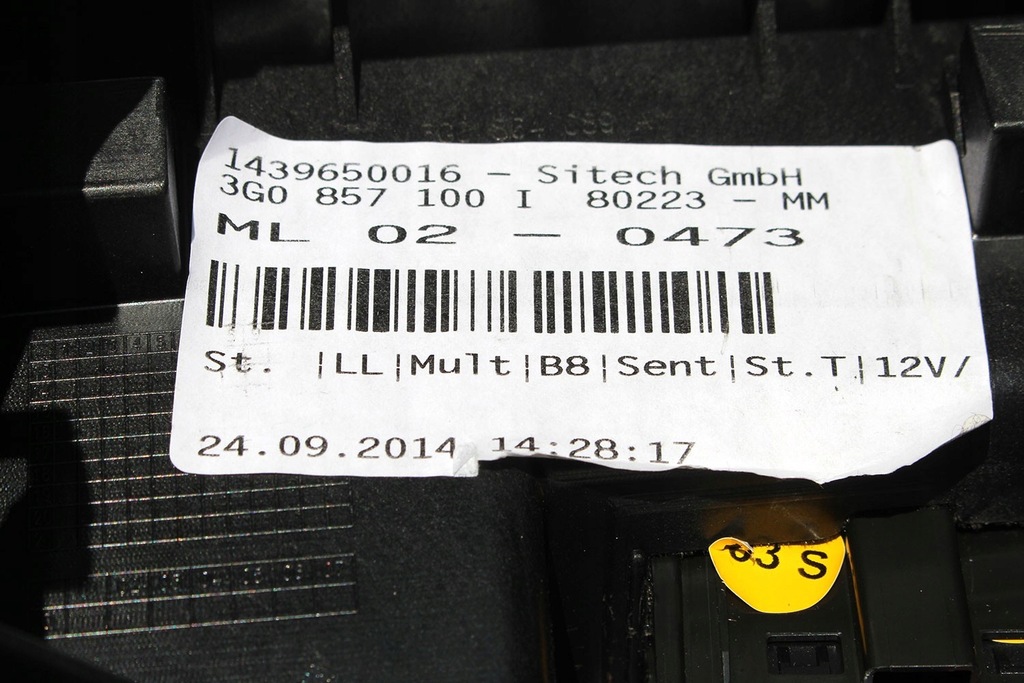 1439650016 - Sitech GmbH
3G0 857 100 I 80223 - MM
ML 02 - 0473
St. |LL|Mult|B8|Sent|St.T|12V/
24.09.2014 14:28:17
63 S